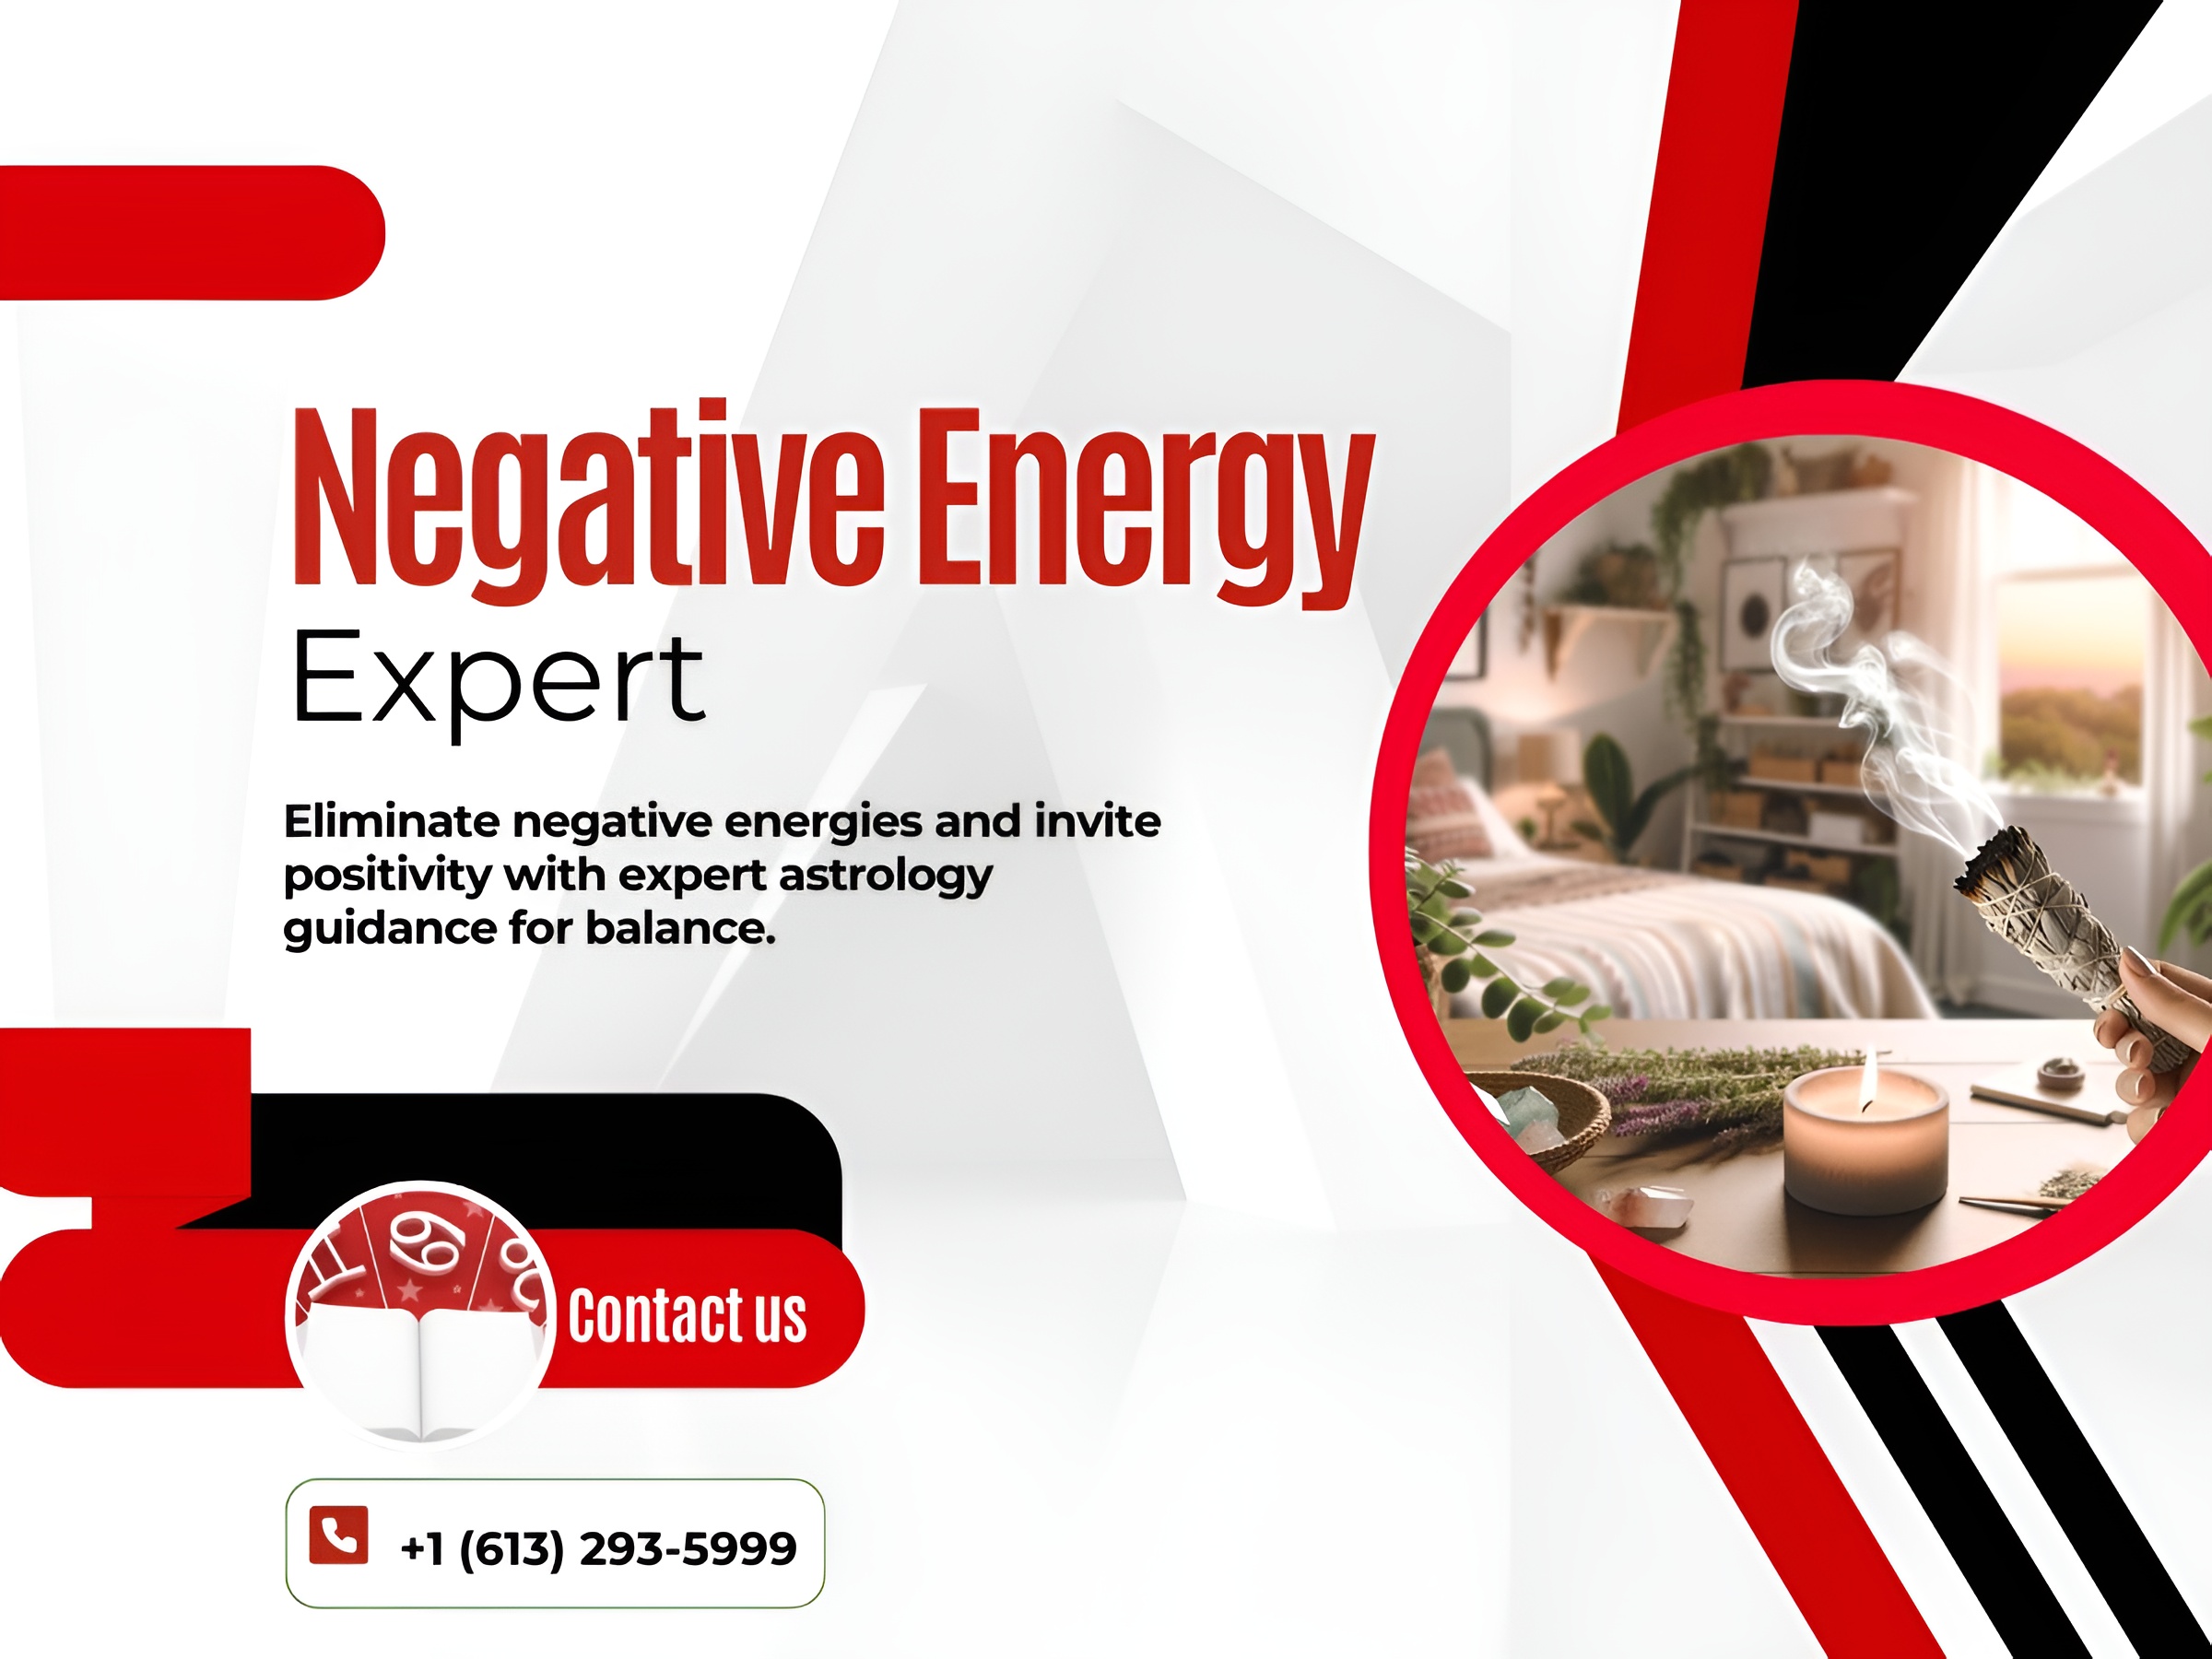 Negative Energy
Expert
Eliminate negative energies and invite
positivity with expert astrology
guidance for balance.
Contact us
+1 (613) 293-5999